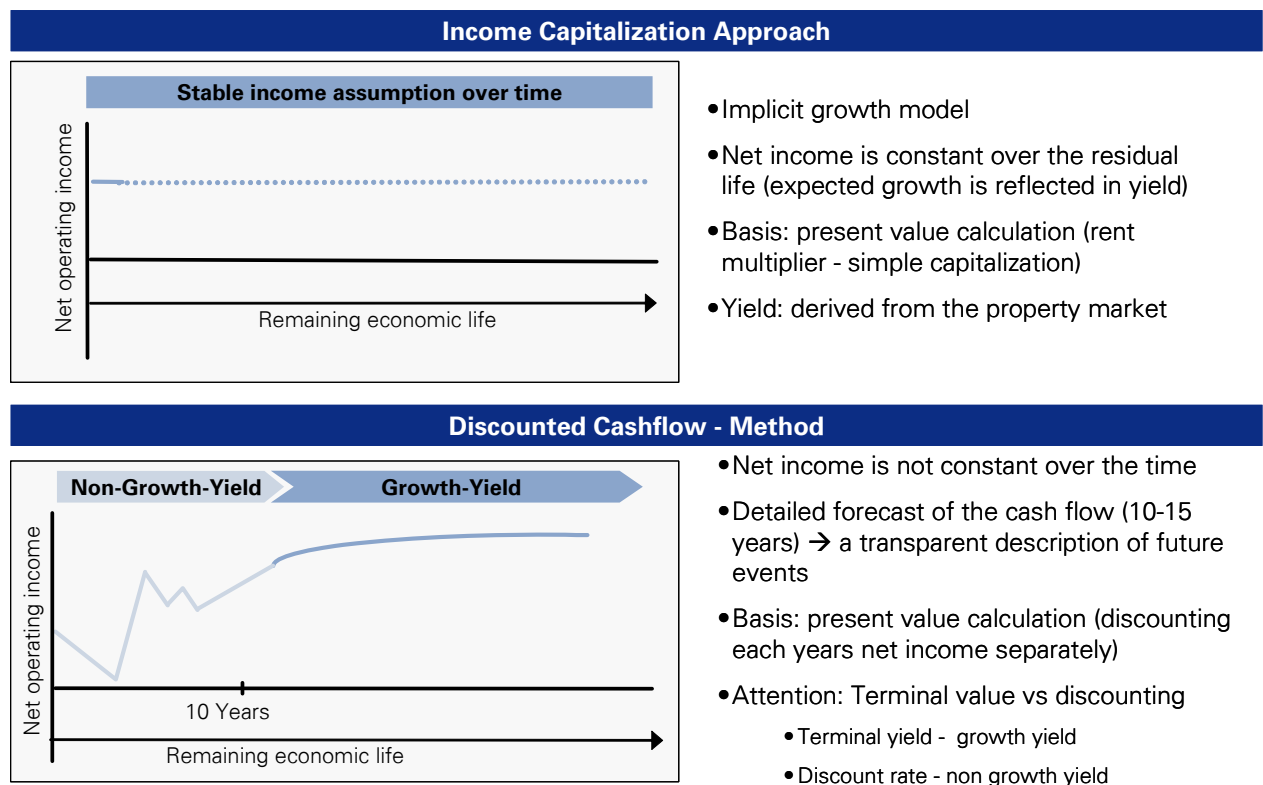 Income Capitalization Approach
Stable income assumption over time
Net operating income
Remaining economic life
•Implicit growth model
•Net income is constant over the residual
life (expected growth is reflected in yield)
•Basis: present value calculation (rent
multiplier - simple capitalization)
•Yield: derived from the property market
Discounted Cashflow - Method
Non-Growth-Yield
Growth-Yield
Net operating income
10 Years
Remaining economic life
•Net income is not constant over the time
•Detailed forecast of the cash flow (10-15
years) → a transparent description of future
events
•Basis: present value calculation (discounting
each years net income separately)
•Attention: Terminal value vs discounting
•Terminal yield - growth yield
•Discount rate - non growth yield